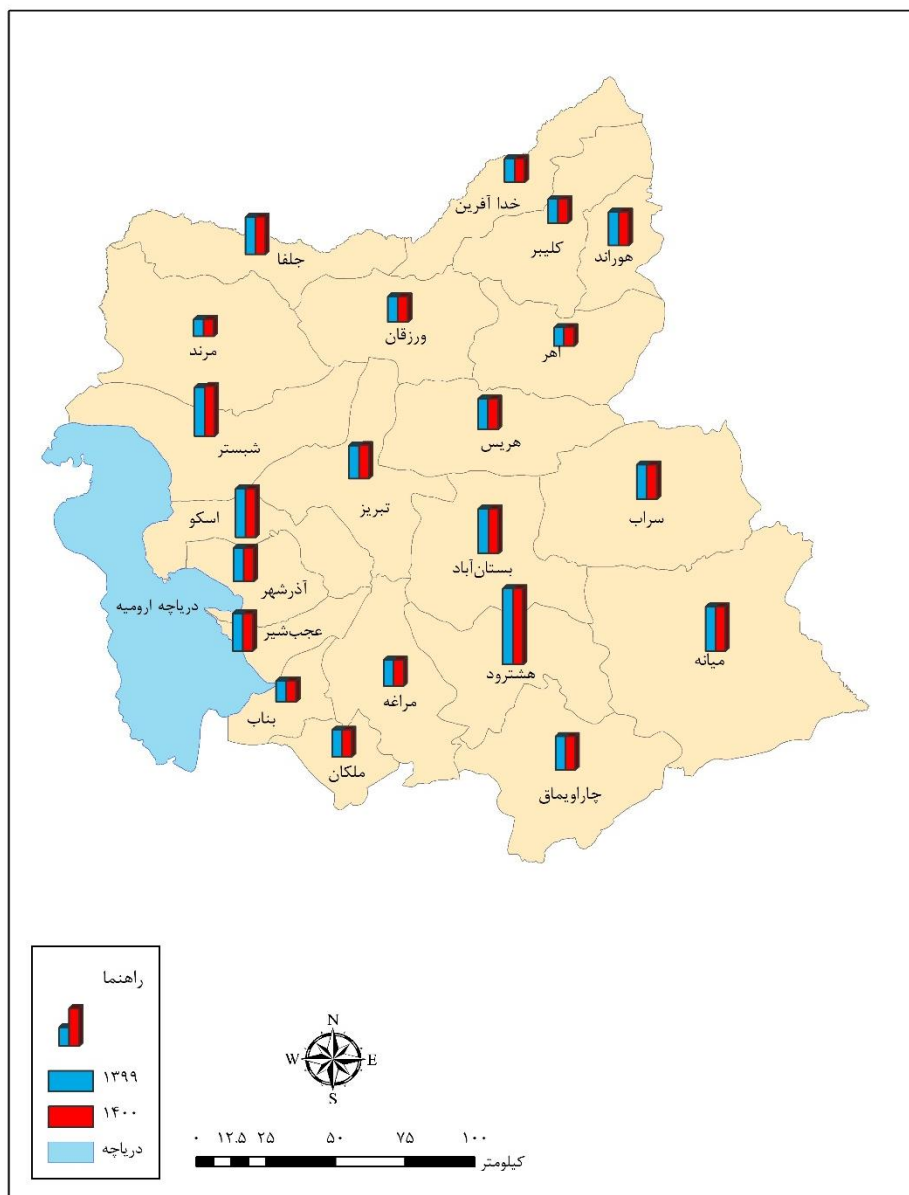 خدا آفرین
کلیبر
هوراند
جلفا
ورزقان
اهر
مرند
هریس
شبستر
تبریز
سراب
اسکو
بستان‌آباد
آذرشهر
دریاچه ارومیه
عجب‌شیر
هشترود
میانه
مراغه
بناب
ملکان
چاراویماق
راهنما
۱۳۹۹
۱۴۰۰
دریاچه
N
W E
S
۰ ۱۲.۵ ۲۵ ۵۰ ۷۵ ۱۰۰
کیلومتر